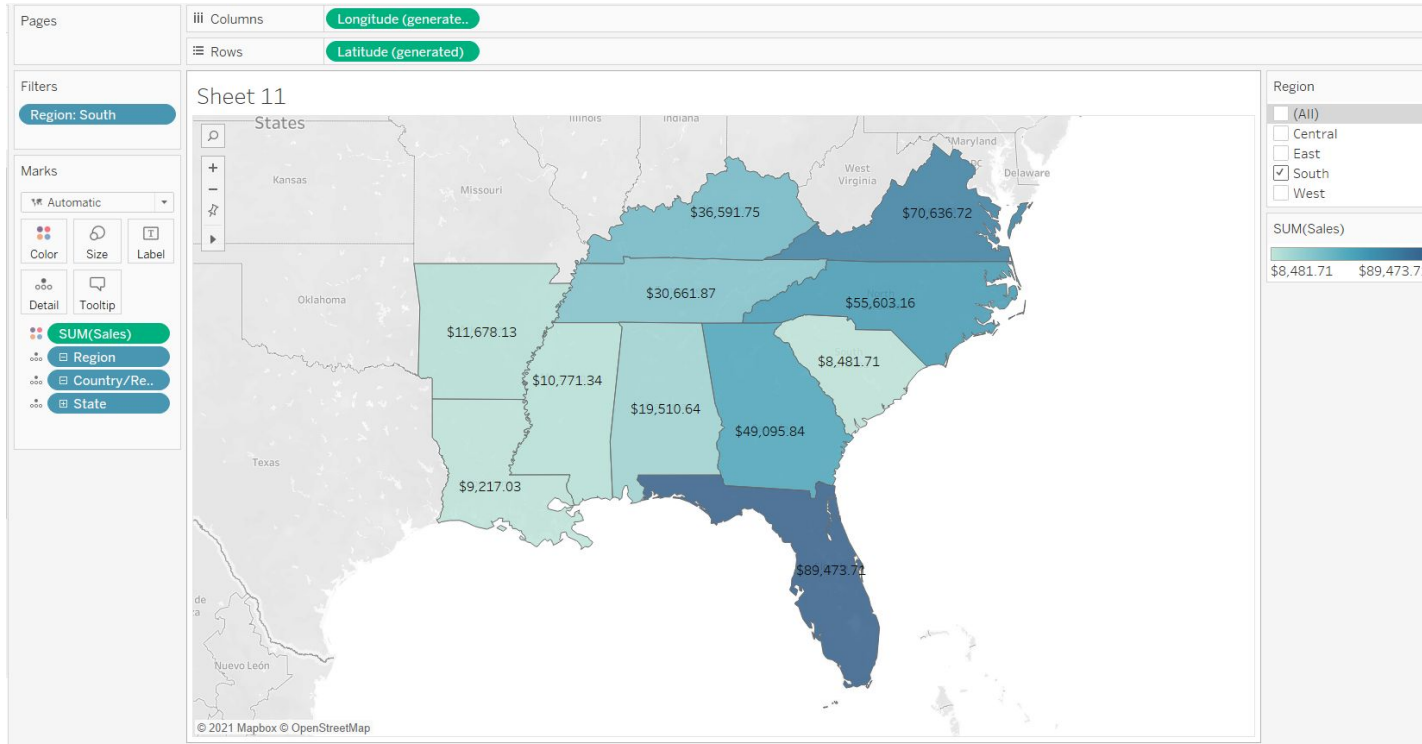 Pages
Columns
Longitude (generate..
Rows
Latitude (generated)
Filters
Region: South
Marks
Automatic
Color
Size
Label
Detail
Tooltip
SUM(Sales)
Region
Country/Re..
State
Sheet 11
States
Illinois
Indiana
Maryland
DC
Delaware
West
Virginia
Kansas
Missouri
$36,591.75
$70,636.72
Oklahoma
$30,661.87
$55,603.16
$11,678.13
$8,481.71
$10,771.34
$19,510.64
$49,095.84
Texas
$9,217.03
$89,473.71
de
Nuevo León
© 2021 Mapbox © OpenStreetMap
Region
(All)
Central
East
South
West
SUM(Sales)
$8,481.71 $89,473.7